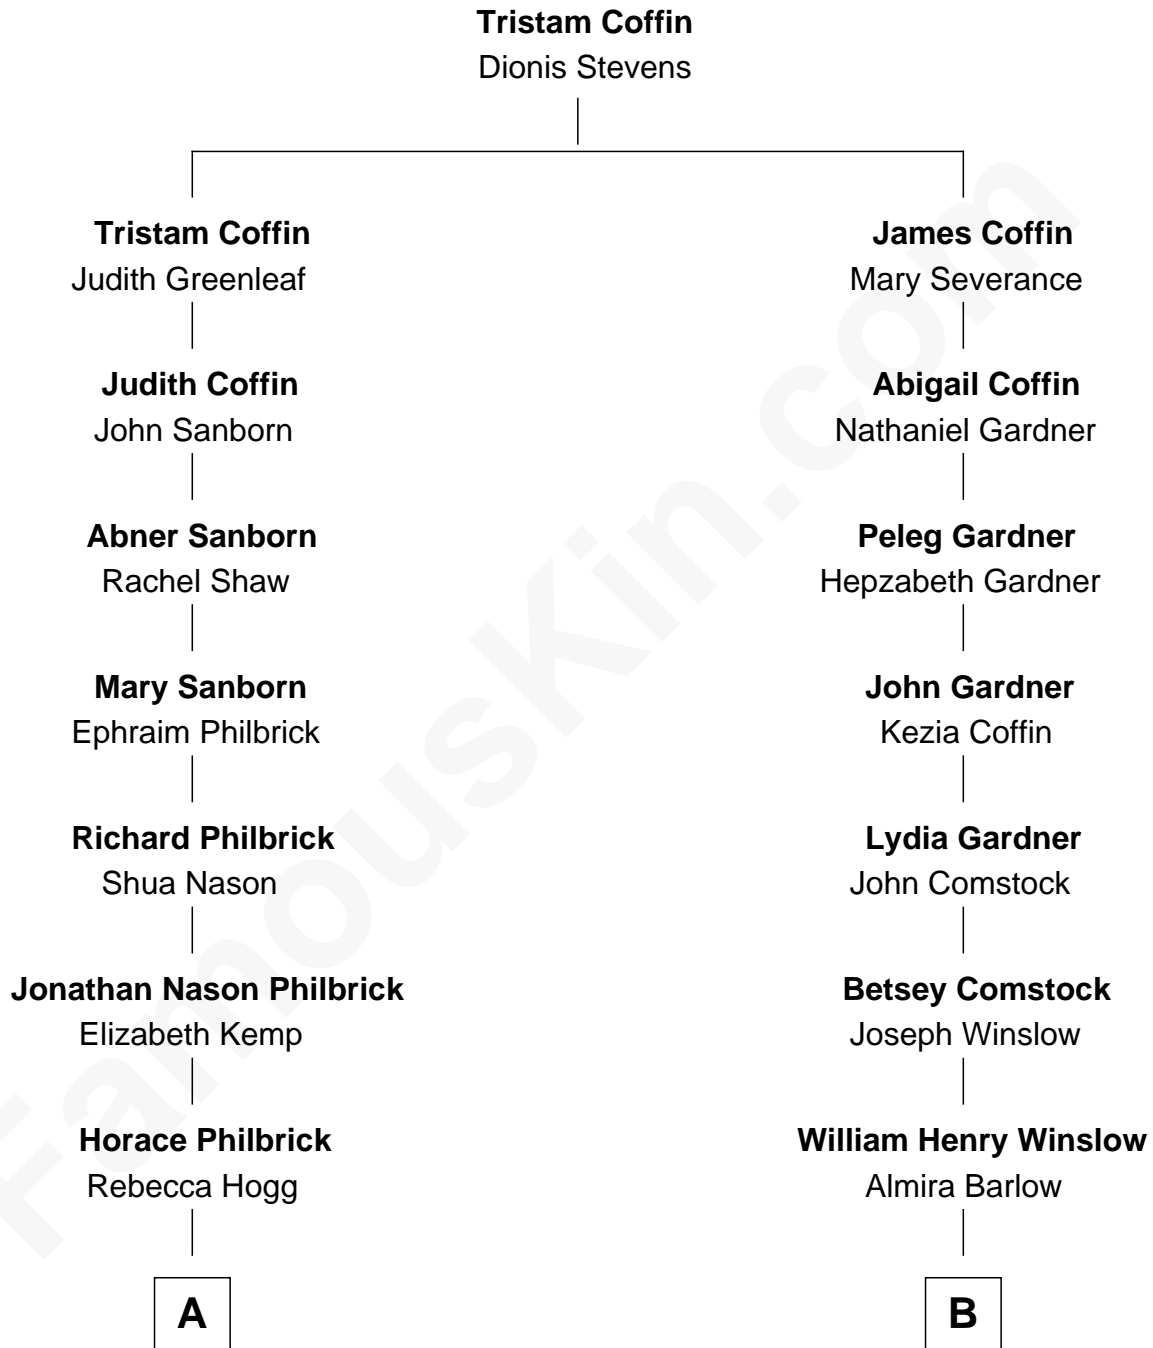 Tristam Coffin
Dionis Stevens
Tristam Coffin
Judith Greenleaf
James Coffin
Mary Severance
Judith Coffin
John Sanborn
Abigail Coffin
Nathaniel Gardner
Abner Sanborn
Rachel Shaw
Peleg Gardner
Hepzabeth Gardner
Mary Sanborn
Ephraim Philbrick
John Gardner
Kezia Coffin
Richard Philbrick
Shua Nason
Lydia Gardner
John Comstock
Jonathan Nason Philbrick
Elizabeth Kemp
Betsey Comstock
Joseph Winslow
Horace Philbrick
Rebecca Hogg
William Henry Winslow
Almira Barlow
A
B
FamousKin.com